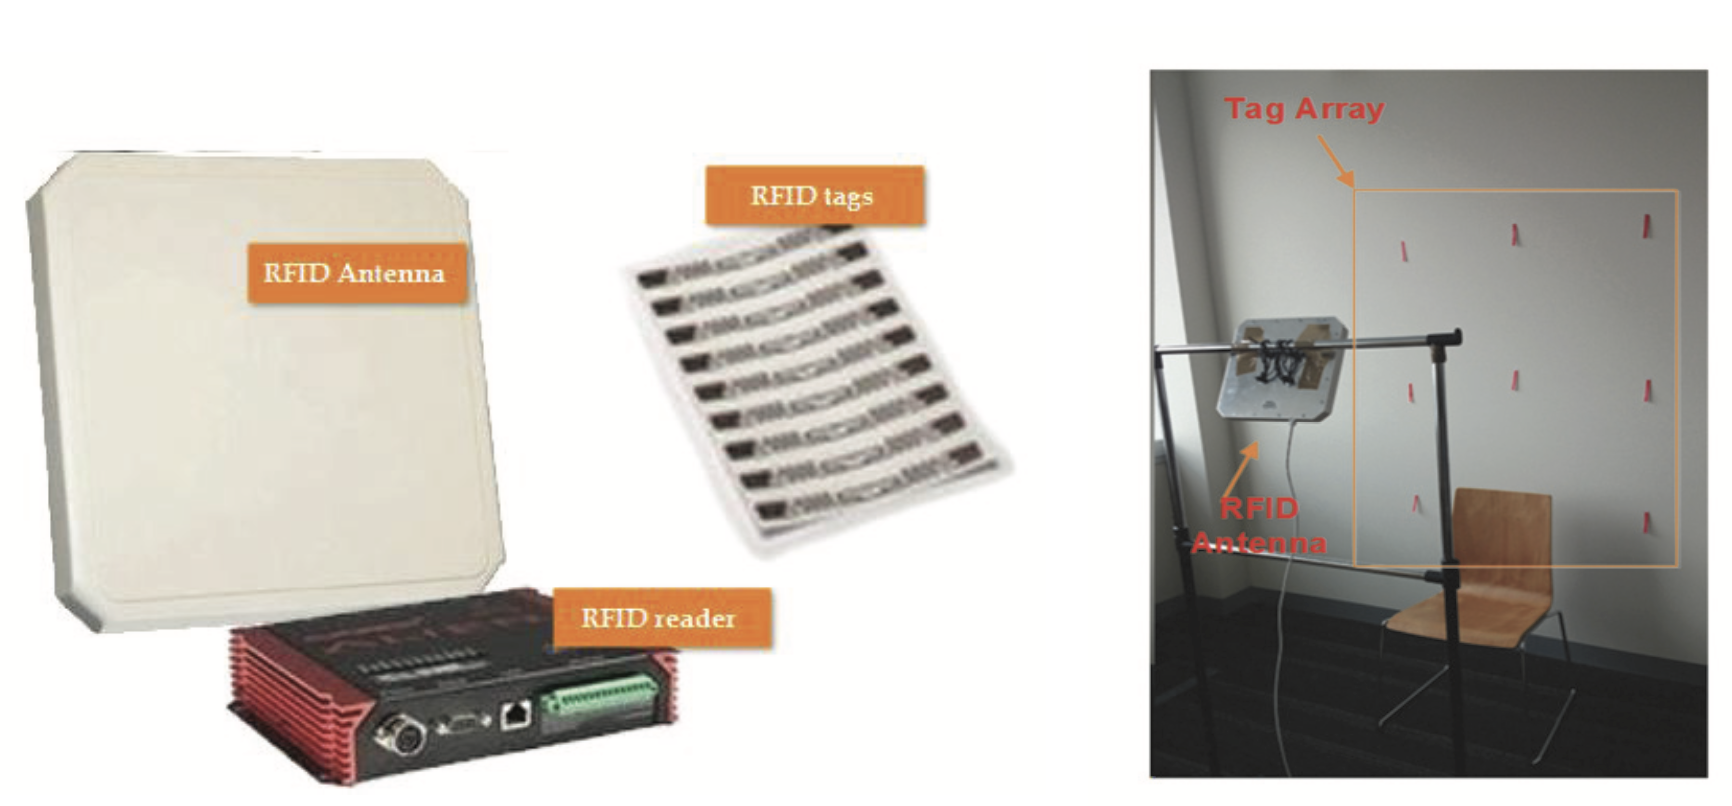 RFID Antenna
RFID tags
RFID reader
Tag Array
RFID
Antenna